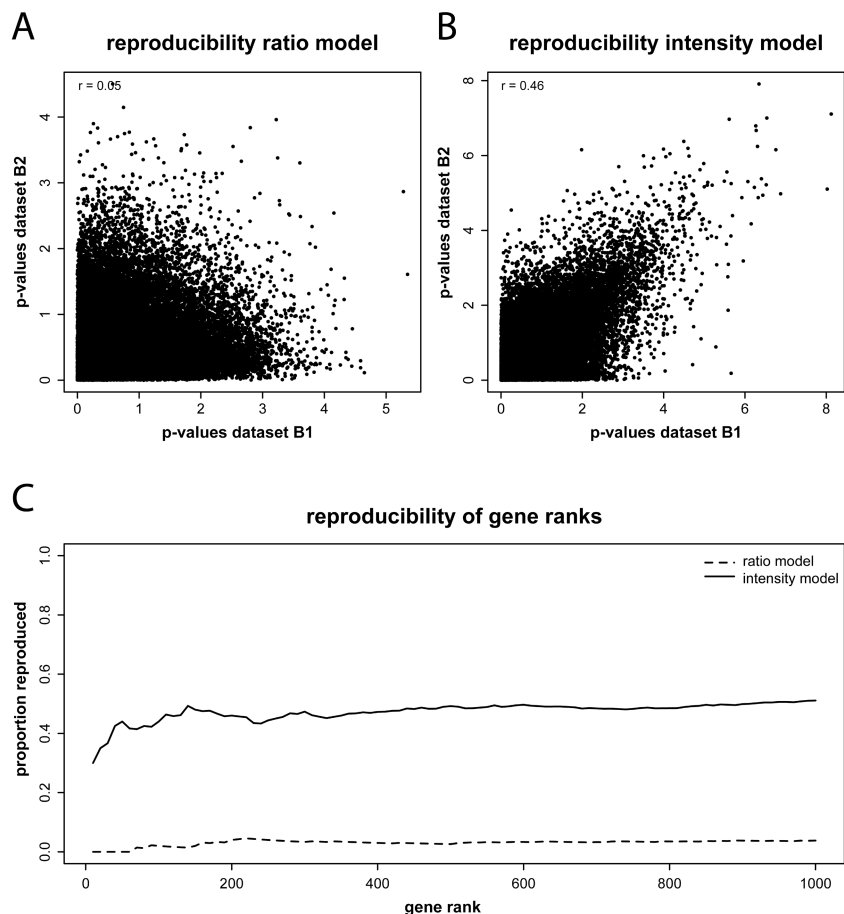 A
reproducibility ratio model
r = 0.05
p-values dataset B2
0
1
2
3
4
0
1
2
3
4
5
p-values dataset B1
B
reproducibility intensity model
r = 0.46
p-values dataset B2
0
2
4
6
8
0
2
4
6
8
p-values dataset B1
C
reproducibility of gene ranks
ratio model
intensity model
proportion reproduced
0.0
0.2
0.4
0.6
0.8
1.0
0
200
400
600
800
1000
gene rank